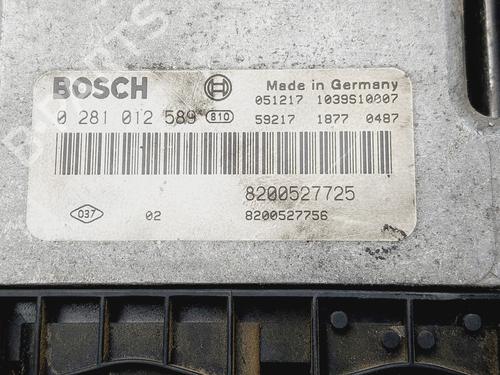 BOSCH
Made in Germany
051217 1039S10007
0 281 012 589 810
59217 1877 0487
8200527725
037 02 8200527756